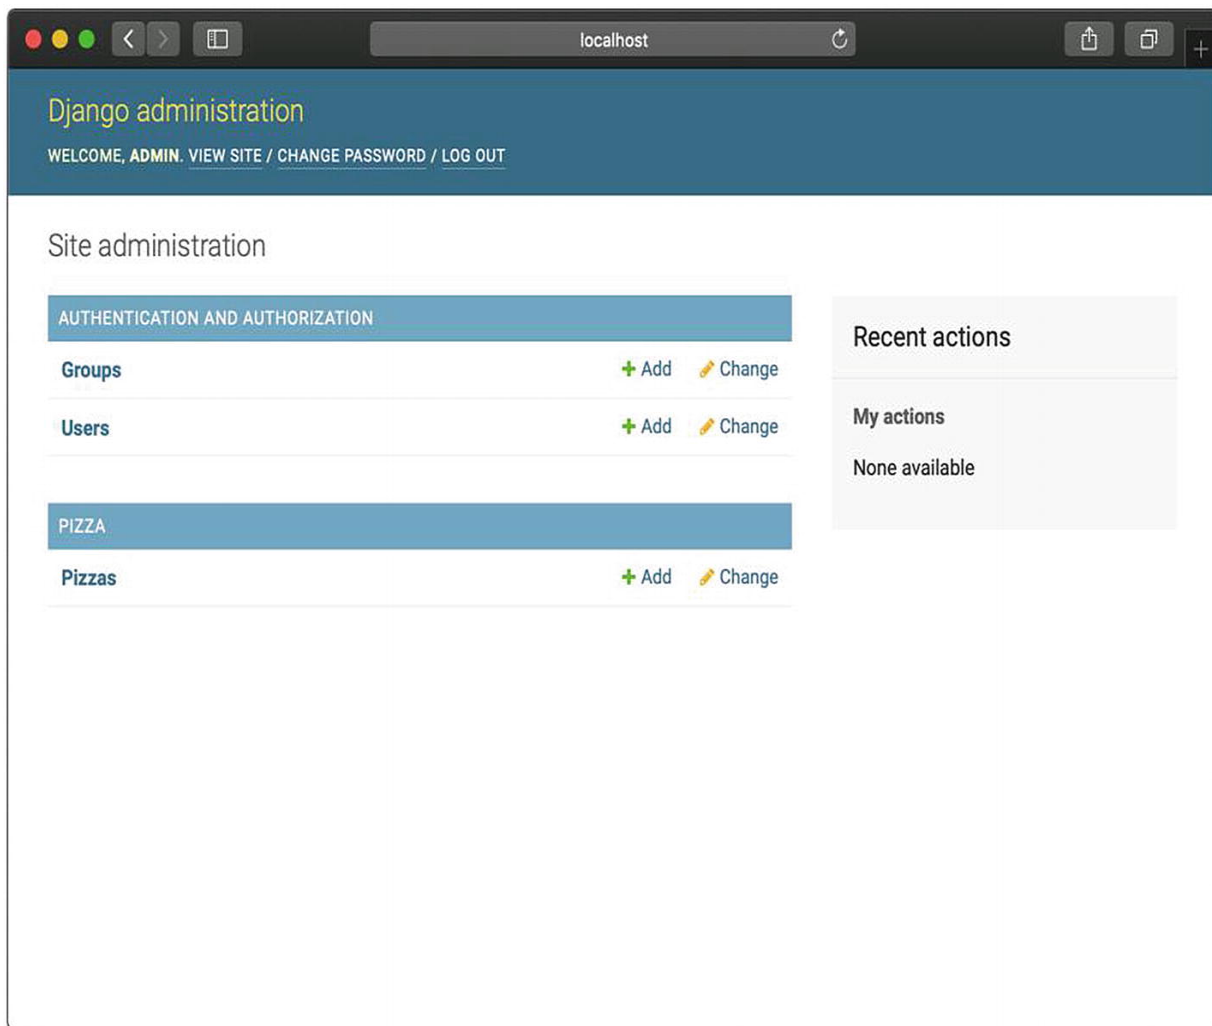 localhost
Django administration
WELCOME, ADMIN. VIEW SITE / CHANGE PASSWORD / LOG OUT
Site administration
AUTHENTICATION AND AUTHORIZATION
Groups Add Change
Users Add Change
PIZZA
Pizzas Add Change
Recent actions
My actions
None available